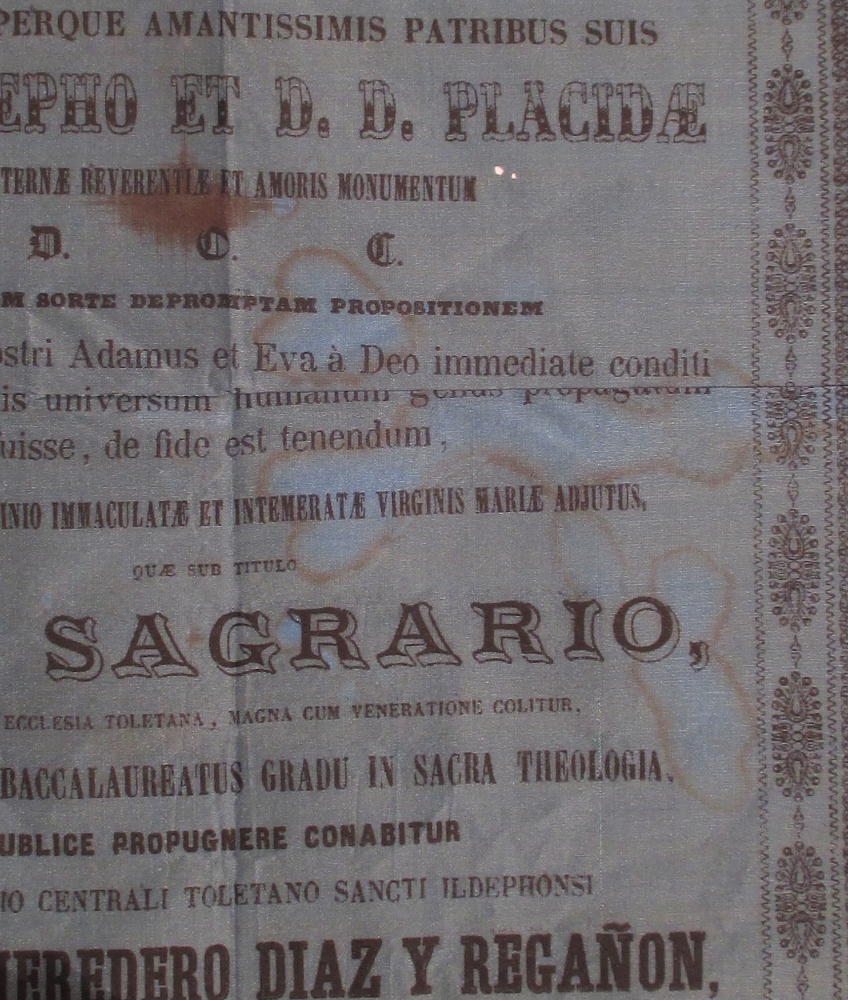 PERQUE AMANTISSIMIS PATRIBUS SUIS
EPHO ET D. D. PLACIDÆ
TERNÆ REVERENTIÆ ET AMORIS MONUMENTUM
D. O. C.
M SORTE DEPROMPTAM PROPOSITIONEM
ostri Adamus et Eva à Deo immediate conditi
is universum humanum genus propagatum
uisse, de fide est tenendum,
INIO IMMACULATÆ ET INTEMERATÆ VIRGINIS MARIÆ ADJUTUS,
QUÆ SUB TITULO
SAGRARIO,
ECCLESIA TOLETANA, MAGNA CUM VENERATIONE COLITUR,
BACCALAUREATUS GRADU IN SACRA THEOLOGIA,
UBLICE PROPUGNERE CONABITUR
IO CENTRALI TOLETANO SANCTI ILDEPHONSI
HEREDERO DIAZ Y REGAÑON,